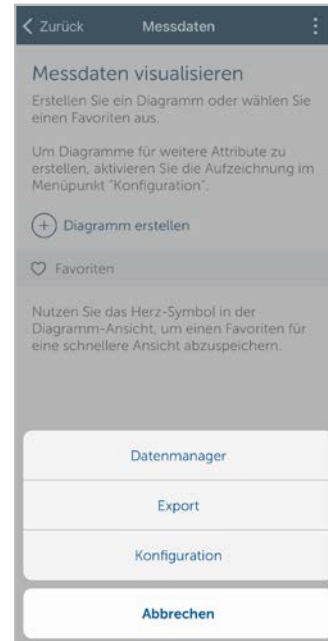 Zurück Messdaten
Messdaten visualisieren
Erstellen Sie ein Diagramm oder wählen Sie
einen Favoriten aus.
Um Diagramme für weitere Attribute zu
erstellen, aktivieren Sie die Aufzeichnung im
Menüpunkt "Konfiguration".
Diagramm erstellen
Favoriten
Nutzen Sie das Herz-Symbol in der
Diagramm-Ansicht, um einen Favoriten für
eine schnellere Ansicht abzuspeichern.
Datenmanager
Export
Konfiguration
Abbrechen